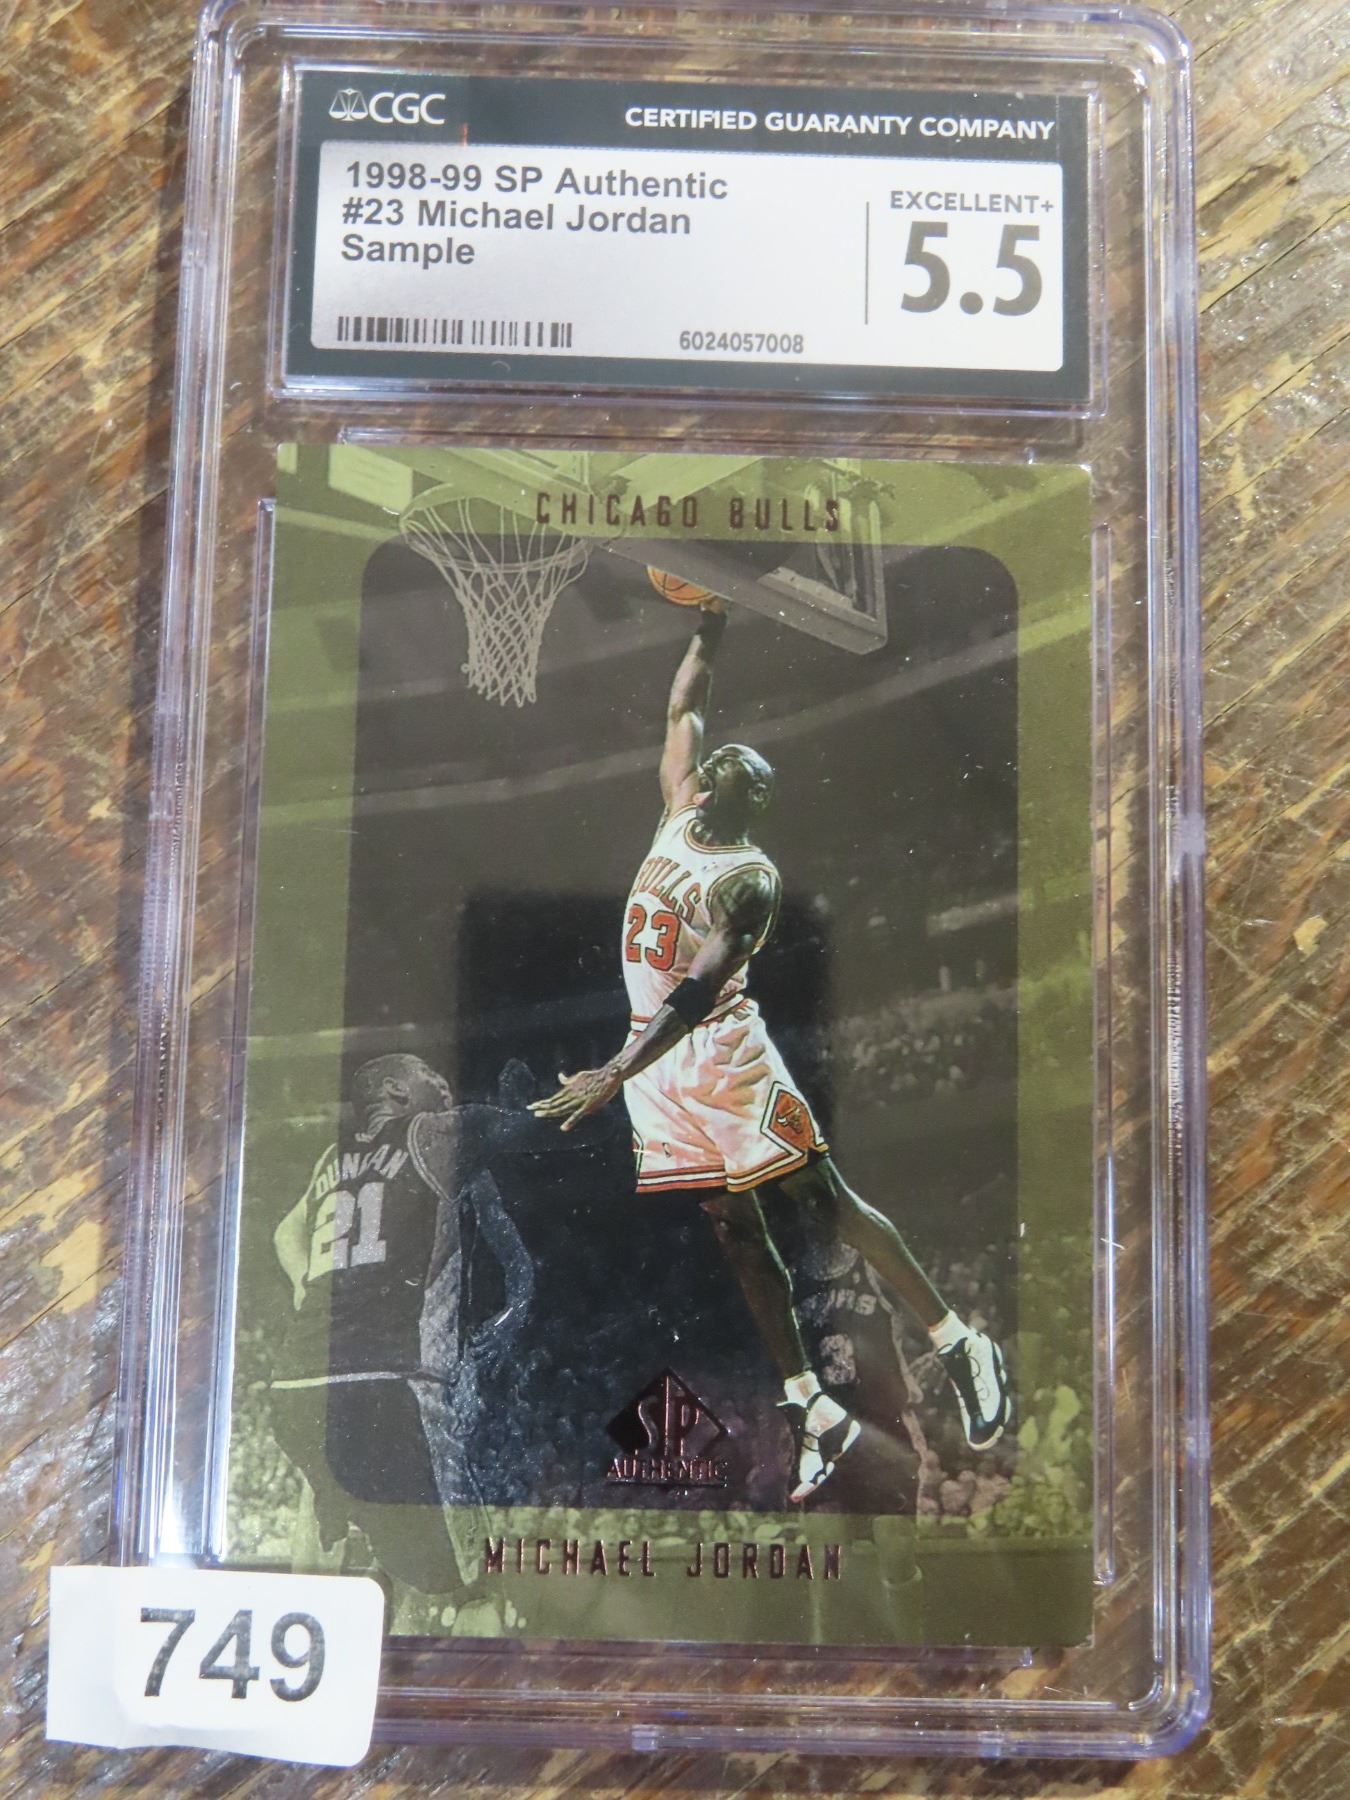 CGC
CERTIFIED GUARANTY COMPANY
1998-99 SP Authentic
#23 Michael Jordan
Sample
EXCELLENT+
5.5
6024057008
CHICAGO BULLS
BULLS
23
DUNCAN
21
SP
AUTHENTIC
MICHAEL JORDAN
749